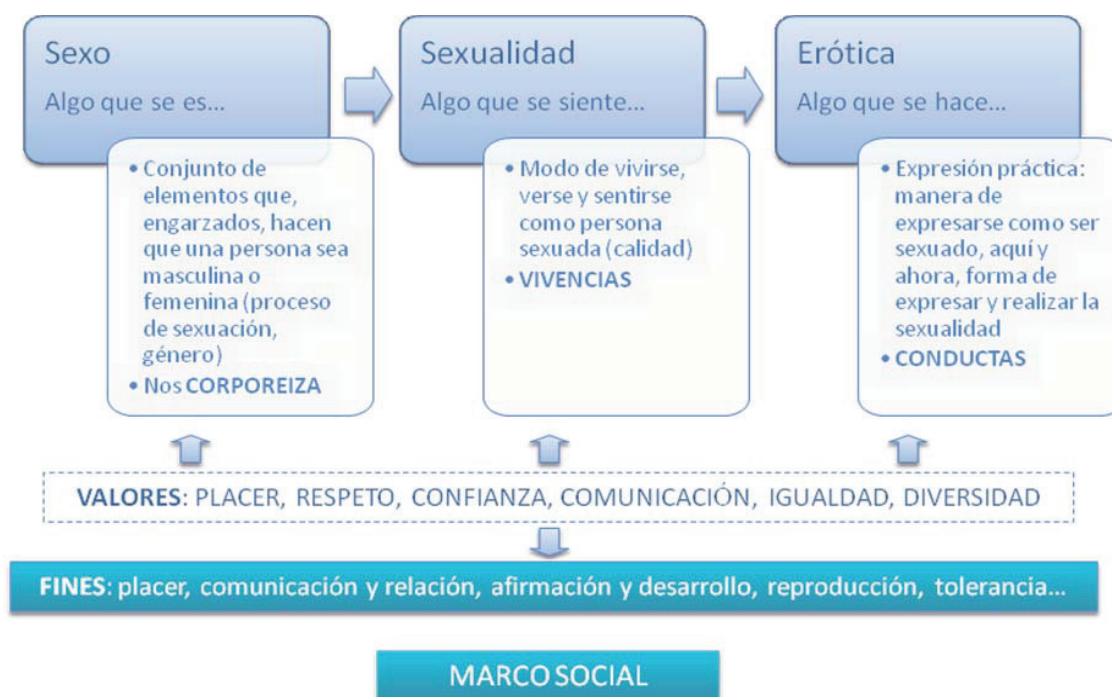 Sexo
Algo que se es...
• Conjunto de
elementos que,
engarzados, hacen
que una persona sea
masculina o
femenina (proceso
de sexuación,
género)
• Nos CORPOREIZA
Sexualidad
Algo que se siente...
• Modo de vivirse,
verse y sentirse
como persona
sexuada (calidad)
• VIVENCIAS
Erótica
Algo que se hace...
• Expresión práctica:
manera de
expresarse como ser
sexuado, aquí y
ahora, forma de
expresar y realizar la
sexualidad
• CONDUCTAS
VALORES: PLACER, RESPETO, CONFIANZA, COMUNICACIÓN, IGUALDAD, DIVERSIDAD
FINES: placer, comunicación y relación, afirmación y desarrollo, reproducción, tolerancia...
MARCO SOCIAL